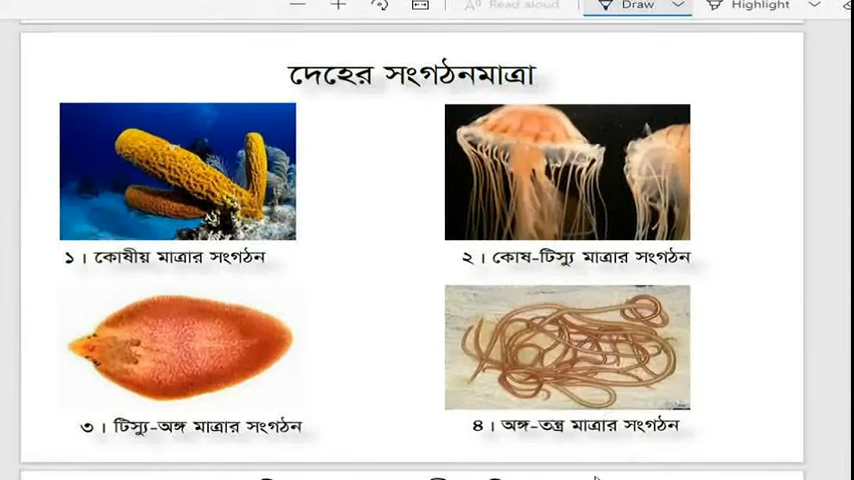 Read aloud
Draw
Highlight
দেহের সংগঠনমাত্রা
১। কোষীয় মাত্রার সংগঠন
২। কোষ-টিস্যু মাত্রার সংগঠন
৩। টিস্যু-অঙ্গ মাত্রার সংগঠন
৪। অঙ্গ-তন্ত্র মাত্রার সংগঠন